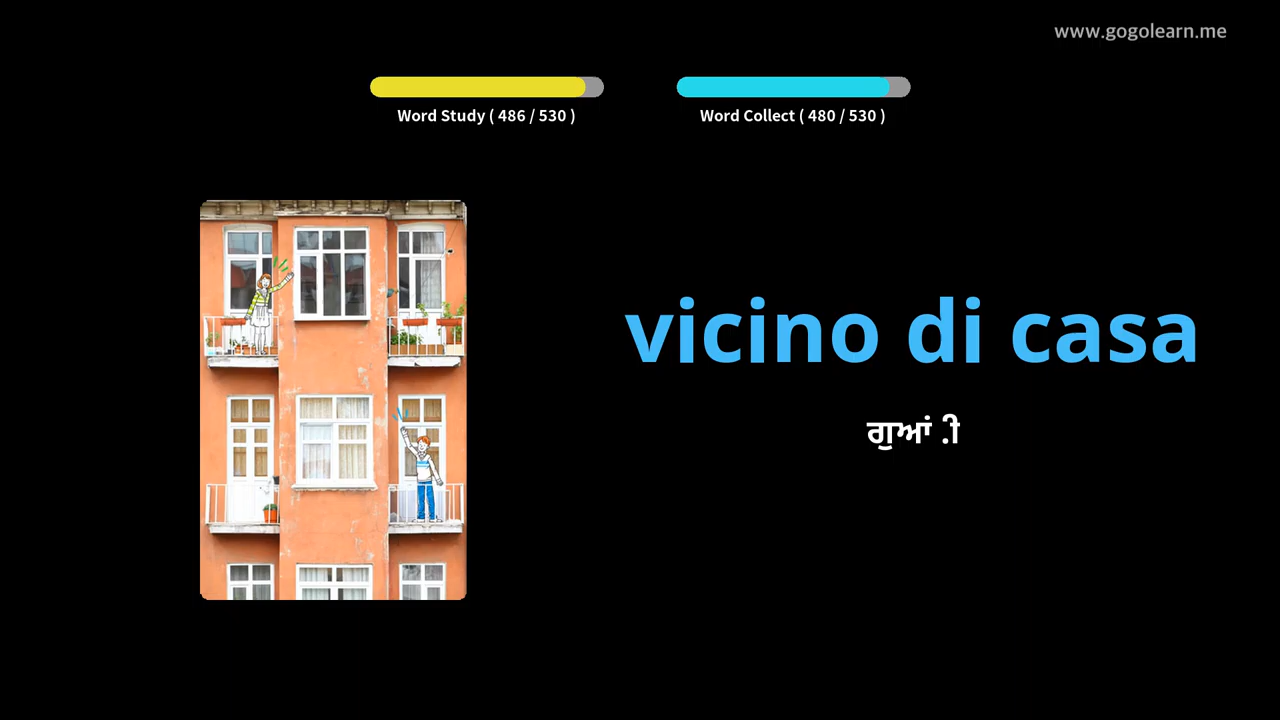 www.gogolearn.me
Word Study ( 486 / 530 )
Word Collect ( 480 / 530 )
vicino di casa
ਗੁਆਂ .ੀ